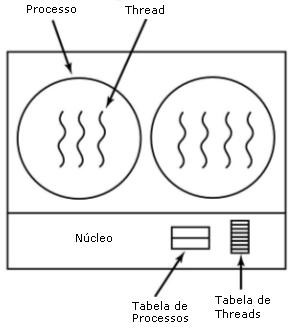 Processo
Thread
Núcleo
Tabela de
Processos
Tabela de
Threads